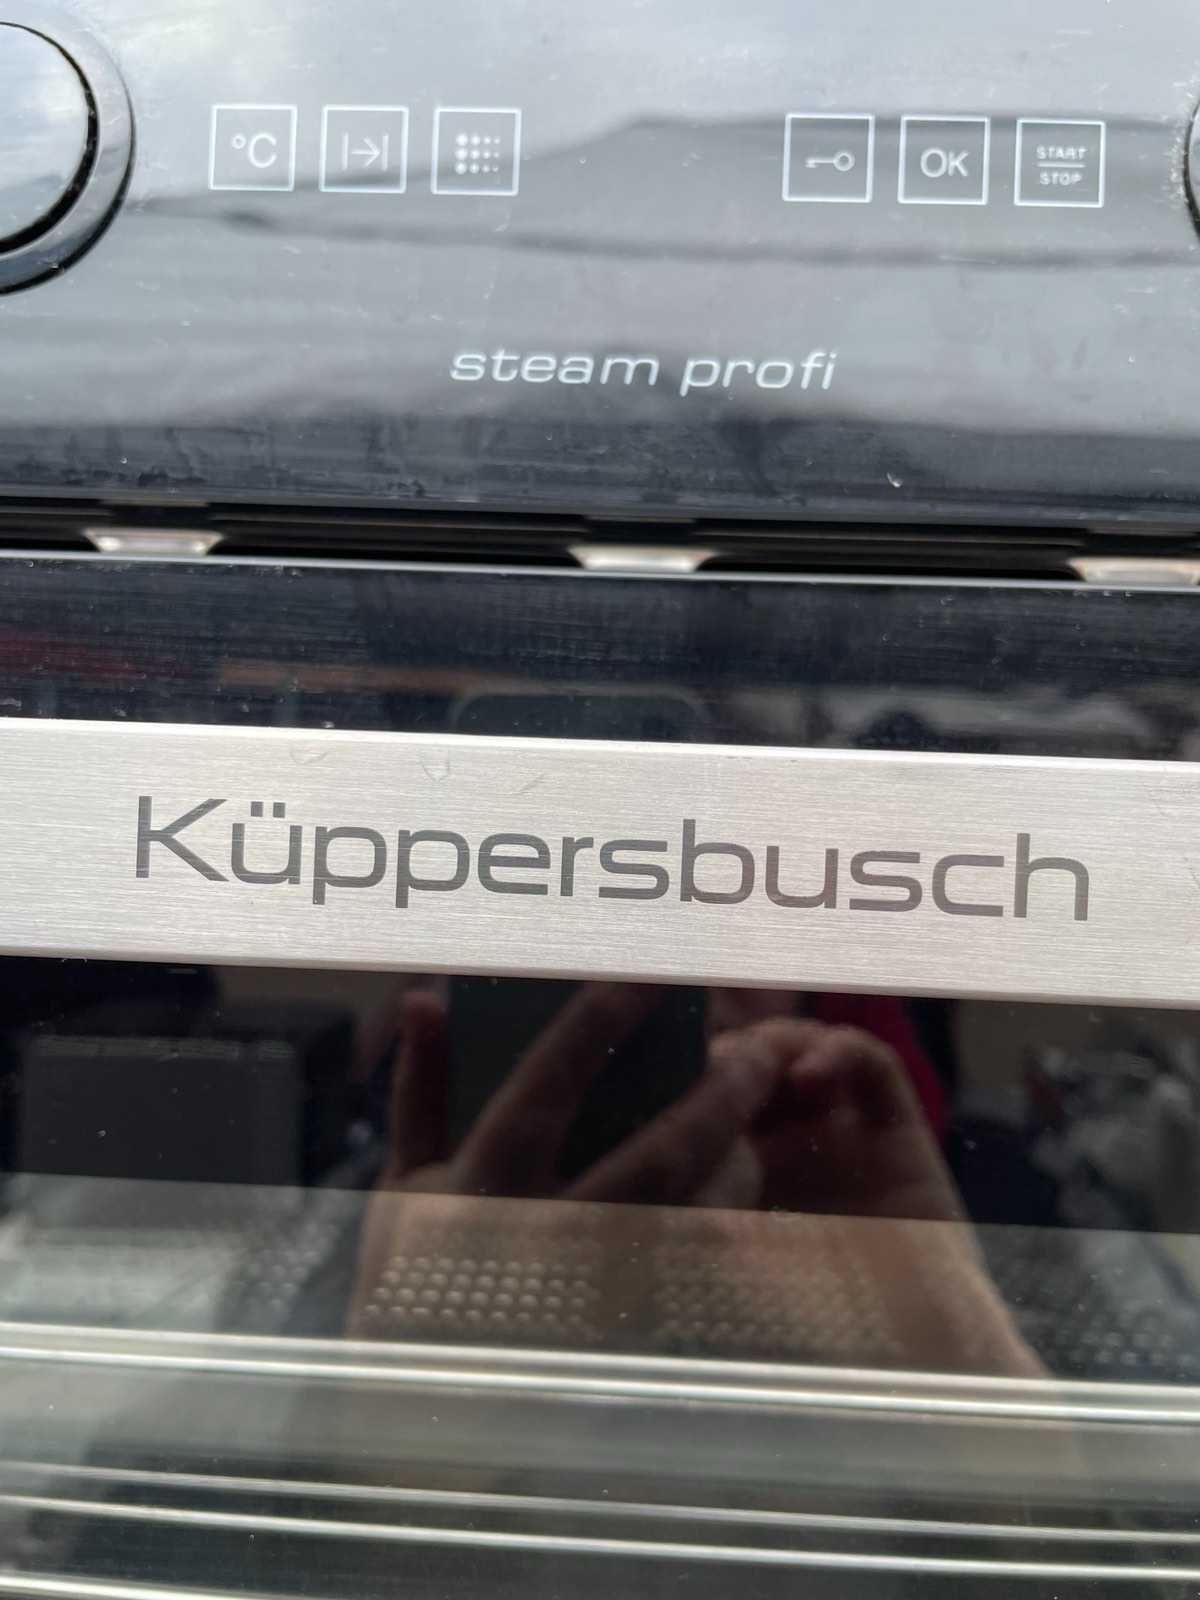 °C
OK
START
STOP
steam profi
Küppersbusch